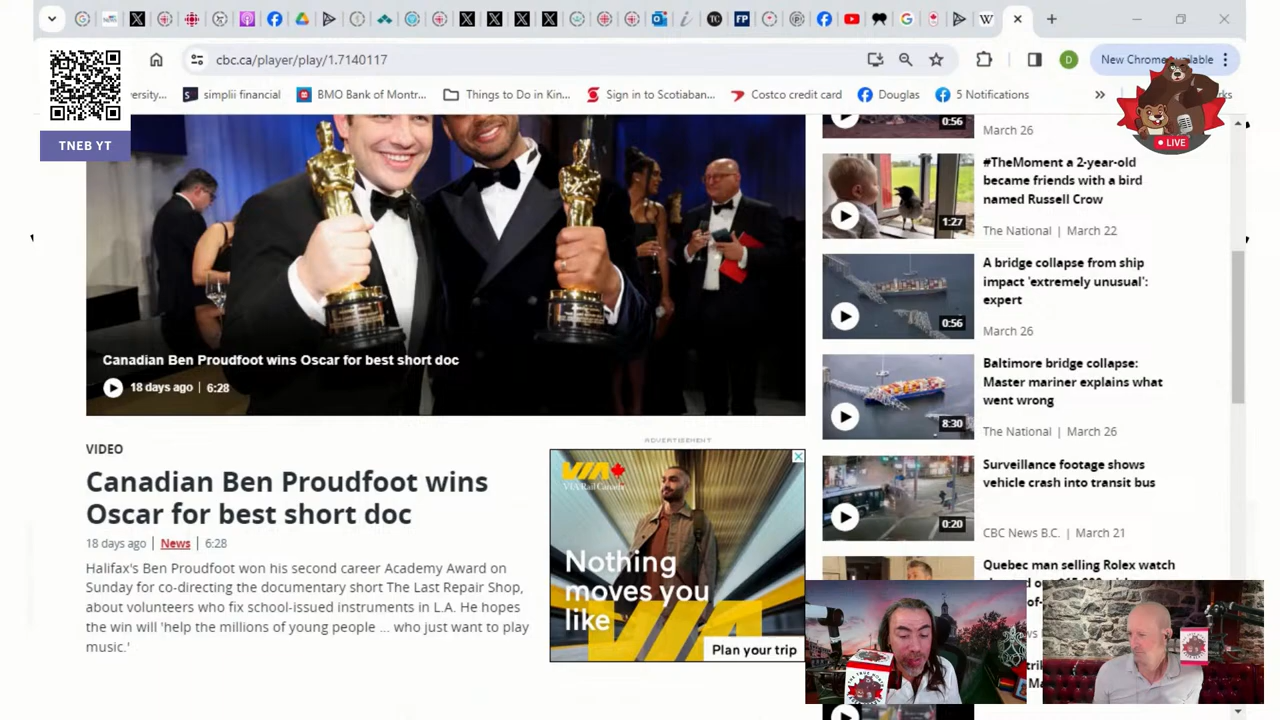 cbc.ca/player/play/1.7140117
New Chrome available
TNEB YT
versity...
simplii financial
BMO Bank of Montr...
Things to Do in Kin...
Sign in to Scotiaban...
Costco credit card
Douglas
5 Notifications
LIVE
0:56
March 26
#TheMoment a 2-year-old
became friends with a bird
named Russell Crow
1:27
The National | March 22
A bridge collapse from ship
impact 'extremely unusual':
expert
0:56
March 26
Baltimore bridge collapse:
Master mariner explains what
went wrong
8:30
The National | March 26
Surveillance footage shows
vehicle crash into transit bus
0:20
CBC News B.C. | March 21
Quebec man selling Rolex watch
Canadian Ben Proudfoot wins Oscar for best short doc
18 days ago | 6:28
VIDEO
Canadian Ben Proudfoot wins
Oscar for best short doc
18 days ago | News | 6:28
Halifax's Ben Proudfoot won his second career Academy Award on
Sunday for co-directing the documentary short The Last Repair Shop,
about volunteers who fix school-issued instruments in L.A. He hopes
the win will 'help the millions of young people ... who just want to play
music.'
ADVERTISEMENT
VIA
VIA Rail Canada
Nothing
moves you
like
VIA
Plan your trip